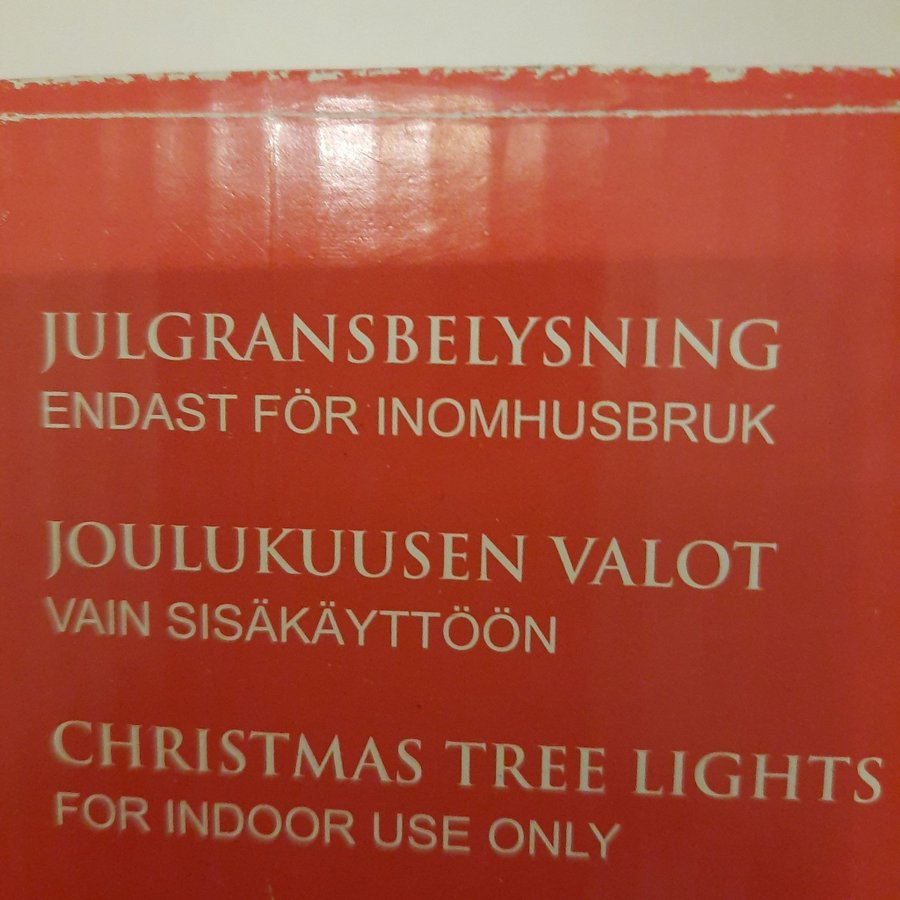 JULGRANSBELYSNING
ENDAST FÖR INOMHUSBRUK
JOULUKUUSEN VALOT
VAIN SISÄKÄYTTÖÖN
CHRISTMAS TREE LIGHTS
FOR INDOOR USE ONLY